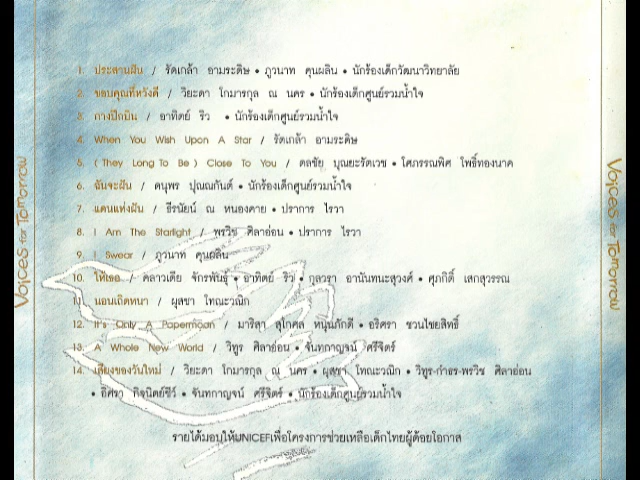 1. ประสานฝัน / รัดเกล้า อามระดิษ • ภูวนาท คุนผลิน • นักร้องเด็กวัฒนาวิทยาลัย
2. ขอบคุณที่หวังดี / วิยะดา โกมารกุล ณ นคร • นักร้องเด็กศูนย์รวมน้ำใจ
3. กางปีกบิน / อาทิตย์ ริว • นักร้องเด็กศูนย์รวมน้ำใจ
4. When You Wish Upon A Star / รัดเกล้า อามระดิษ
5. ( They Long To Be ) Close To You / ดลชัย บุณยะรัตเวช • โศภรรณพิศ โพธิ์ทองนาค
6. ฉันจะฝัน / ดนุพร ปุณณกันต์ • นักร้องเด็กศูนย์รวมน้ำใจ
7. แดนแห่งฝัน / ธีรนัยน์ ณ หนองคาย • ปราการ ไรวา
8. I Am The Starlight / พรวิช ศิลาอ่อน • ปราการ ไรวา
9. I Swear / ภูวนาท คุนผลิน
10. ให้เธอ / คลาวเดีย จักรพันธุ์ • อาทิตย์ ริว • กุลวรา อานันทนะสุวงศ์ • ศุภกิติ์ เสกสุวรรณ
11. นอนเถิดหนา / ผุสชา โทณะวณิก
12. It's Only A Papermoon / มาริสา สุโกศล หนุนภักดี • อริศรา ชวนไชยสิทธิ์
13. A Whole New World / วิทูร ศิลาอ่อน • จันทกาญจน์ ศรีจิตร์
14. เสียงของวันใหม่ / วิยะดา โกมารกุล ณ นคร • ผุสชา โทณะวณิก • วิทูร-กำธร-พรวิช ศิลาอ่อน
• อิศรา กิจนิตย์ชีว์ • จันทกาญจน์ ศรีจิตร์ • นักร้องเด็กศูนย์รวมน้ำใจ
รายได้มอบให้UNICEFเพื่อโครงการช่วยเหลือเด็กไทยผู้ด้อยโอกาส
Voices for Tomorrow
Voices for Tomorrow